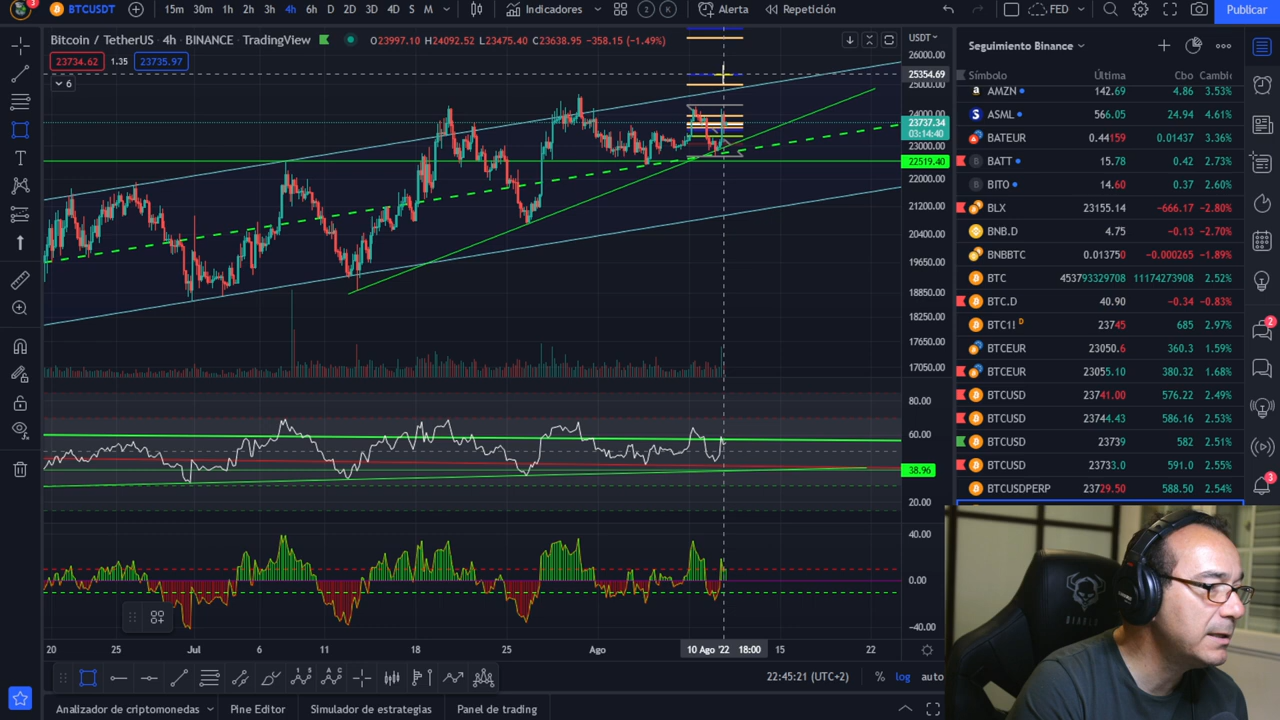 3 BTCUSDT 15m 30m 1h 2h 3h 4h 6h D 2D 3D 4D S M Indicadores 2 Alerta Repetición FED Publicar
Bitcoin / TetherUS · 4h · BINANCE · TradingView O23997.10 H24092.52 L23475.40 C23638.95 −358.15 (−1.49%) USDT
23734.62 1.35 23735.97
6
26000.00
25354.69
25000.00
24000.00
23737.34
03:14:40
23000.00
22519.40
22000.00
21200.00
20400.00
19650.00
18850.00
18250.00
17650.00
17050.00
80.00
60.00
38.96
20.00
40.00
0.00
−40.00
20 25 Jul 6 11 18 25 Ago 10 Ago '22 18:00 15 22
22:45:21 (UTC+2) % log auto
Analizador de criptomonedas Pine Editor Simulador de estrategias Panel de trading
Seguimiento Binance
Símbolo Última Cbo Cambio
AMZN 142.69 4.86 3.53%
ASML 566.05 24.94 4.61%
BATEUR 0.44159 0.01437 3.36%
BATT 15.78 0.42 2.73%
BITO 14.60 0.37 2.60%
BLX 23155.14 −666.17 −2.80%
BNB.D 4.75 −0.13 −2.70%
BNBBTC 0.013750 −0.000265 −1.89%
BTC 453793329708 11174273908 2.52%
BTC.D 40.90 −0.34 −0.83%
BTC1! D 23745 685 2.97%
BTCEUR 23050.6 360.3 1.59%
BTCEUR 23055.10 380.32 1.68%
BTCUSD 23741.00 576.22 2.49%
BTCUSD 23744.43 586.16 2.53%
BTCUSD 23739 582 2.51%
BTCUSD 23733.0 591.0 2.55%
BTCUSDPERP 23729.50 588.50 2.54%
2
3
DIABLO